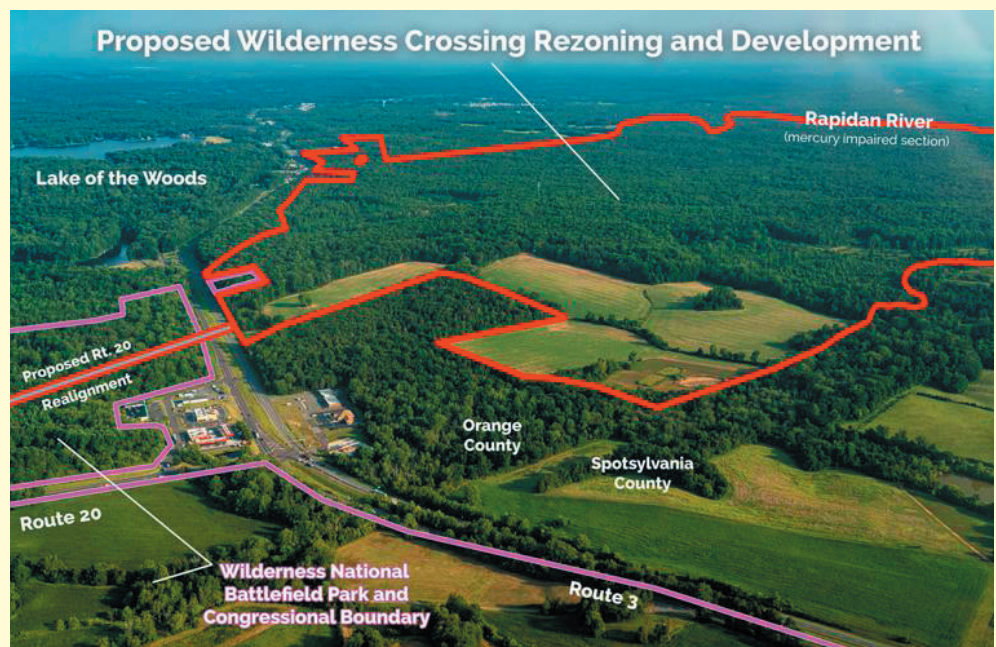 Proposed Wilderness Crossing Rezoning and Development
Rapidan River
(mercury impaired section)
Lake of the Woods
Proposed Rt. 20
Realignment
Orange
County
Spotsylvania
County
Route 20
Wilderness National
Battlefield Park and
Congressional Boundary
Route 3